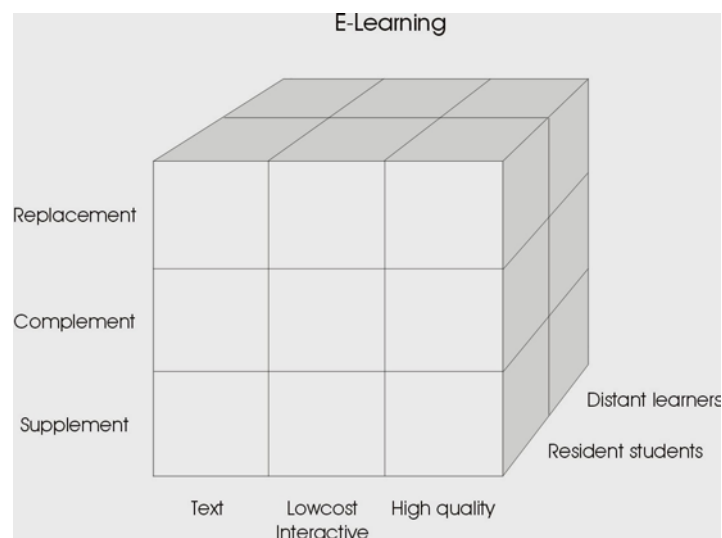 E-Learning
Replacement
Complement
Supplement
Distant learners
Resident students
Text
Lowcost
Interactive
High quality